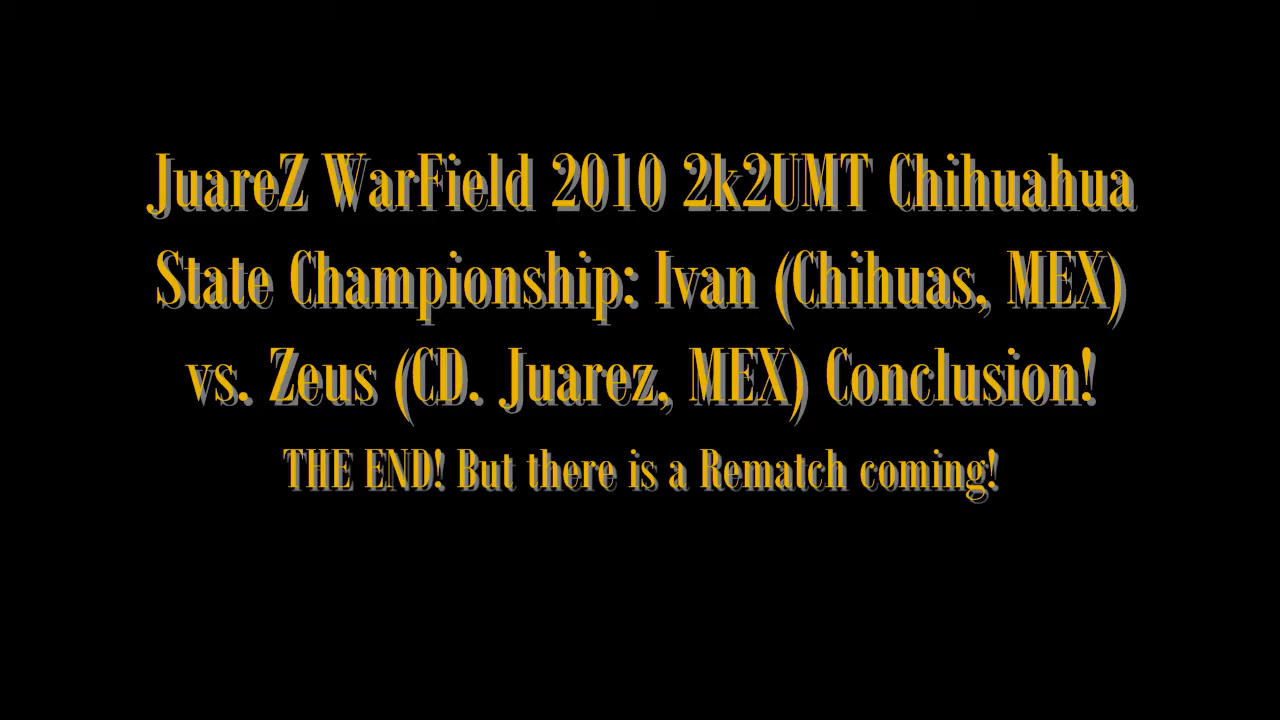 JuareZ WarField 2010 2k2UMT Chihuahua
State Championship: Ivan (Chihuas, MEX)
vs. Zeus (CD. Juarez, MEX) Conclusion!
THE END! But there is a Rematch coming!